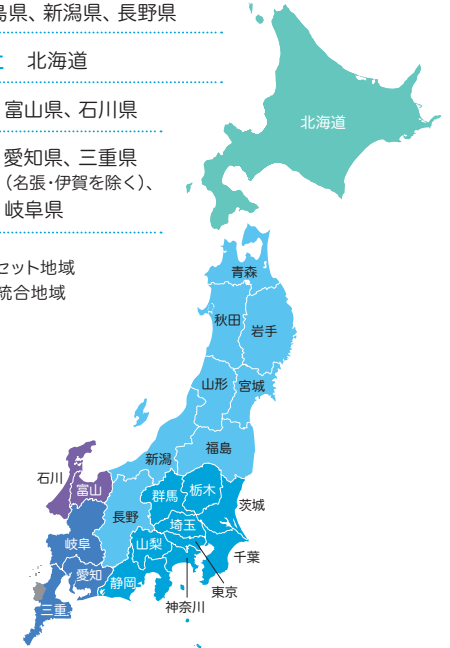 島県、新潟県、長野県
北海道
富山県、石川県
愛知県、三重県
（名張・伊賀を除く）、
岐阜県
セット地域
統合地域
北海道
青森
秋田
岩手
山形
宮城
福島
新潟
石川
富山
群馬
栃木
茨城
長野
埼玉
岐阜
山梨
千葉
愛知
静岡
東京
神奈川
三重